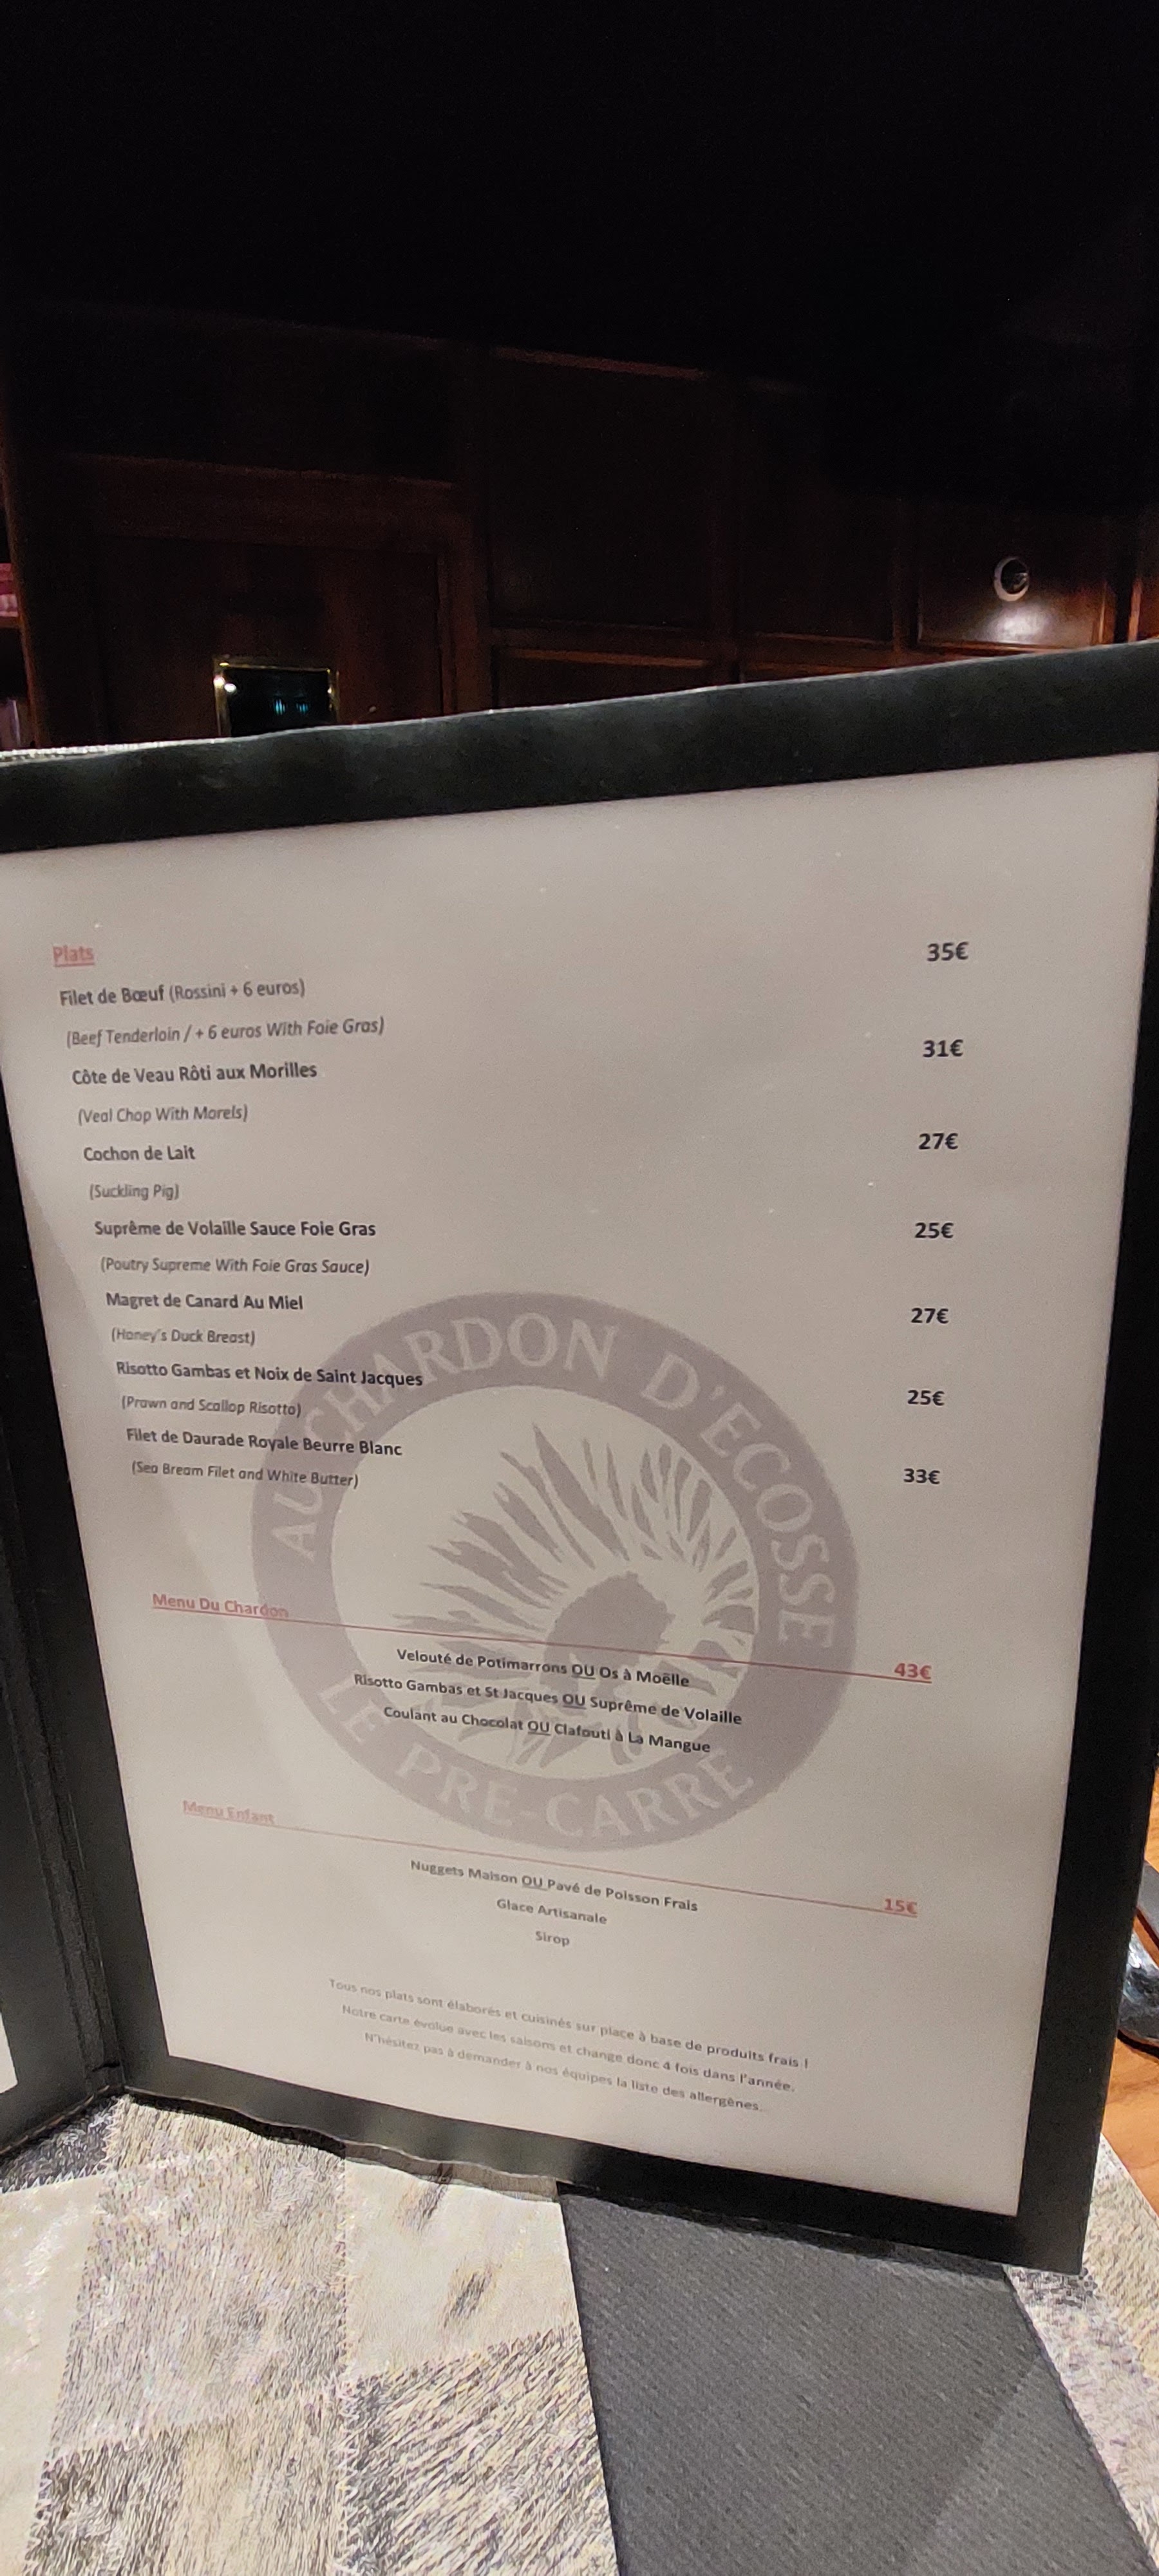 Plats
35€
Filet de Bœuf (Rossini + 6 euros)
(Beef Tenderloin / + 6 euros With Foie Gras)
31€
Côte de Veau Rôti aux Morilles
(Veal Chop With Morels)
27€
Cochon de Lait
(Suckling Pig)
Suprême de Volaille Sauce Foie Gras
25€
(Poutry Supreme With Foie Gras Sauce)
Magret de Canard Au Miel
27€
(Honey's Duck Breast)
Risotto Gambas et Noix de Saint Jacques
25€
(Prawn and Scallop Risotto)
Filet de Daurade Royale Beurre Blanc
33€
(Sea Bream Filet and White Butter)
AU CHARDON D'ECOSSE
LE PRE-CARRE
Menu Du Chardon
43€
Velouté de Potimarrons OU Os à Moëlle
Risotto Gambas et St Jacques OU Suprême de Volaille
Coulant au Chocolat OU Clafouti à La Mangue
Menu Enfant
15€
Nuggets Maison OU Pavé de Poisson Frais
Glace Artisanale
Sirop
Tous nos plats sont élaborés et cuisinés sur place à base de produits frais !
Notre carte évolue avec les saisons et change donc 4 fois dans l'année.
N'hésitez pas à demander à nos équipes la liste des allergènes.